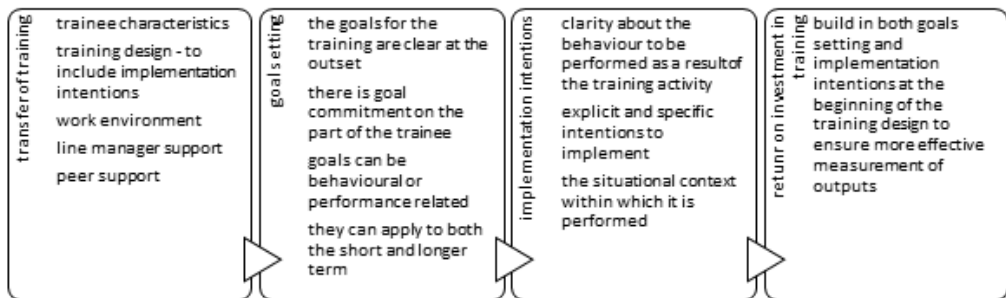 transfer of training
trainee characteristics
training design - to
include implementation
intentions
work environment
line manager support
peer support
goal setting
the goals for the
training are clear at the
outset
there is goal
commitment on the
part of the trainee
goals can be
behavioural or
performance related
they can apply to both
the short and longer
term
implementation intentions
clarity about the
behaviour to be
performed as a resultof
the training activity
explicit and specific
intentions to
implement
the situational context
within which it is
performed
retunr on investment in
training
build in both goals
setting and
implementation
intentions at the
beginning of the
training design to
ensure more effective
measurement of
outputs